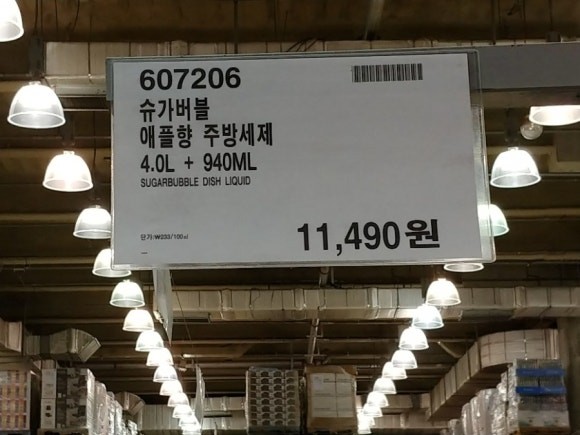 607206
슈가버블
애플향 주방세제
4.0L + 940ML
SUGARBUBBLE DISH LIQUID
단가:₩233/100㎖
11,490원